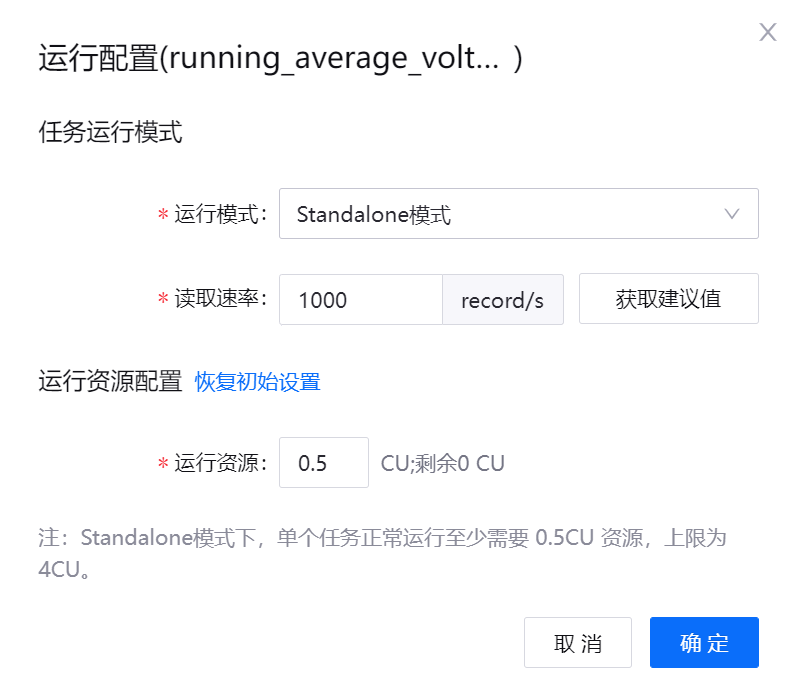 运行配置(running_average_volt... )
任务运行模式
* 运行模式: Standalone模式
* 读取速率: 1000 record/s 获取建议值
运行资源配置 恢复初始设置
* 运行资源: 0.5 CU;剩余0 CU
注：Standalone模式下，单个任务正常运行至少需要 0.5CU 资源，上限为
4CU。
取 消 确 定